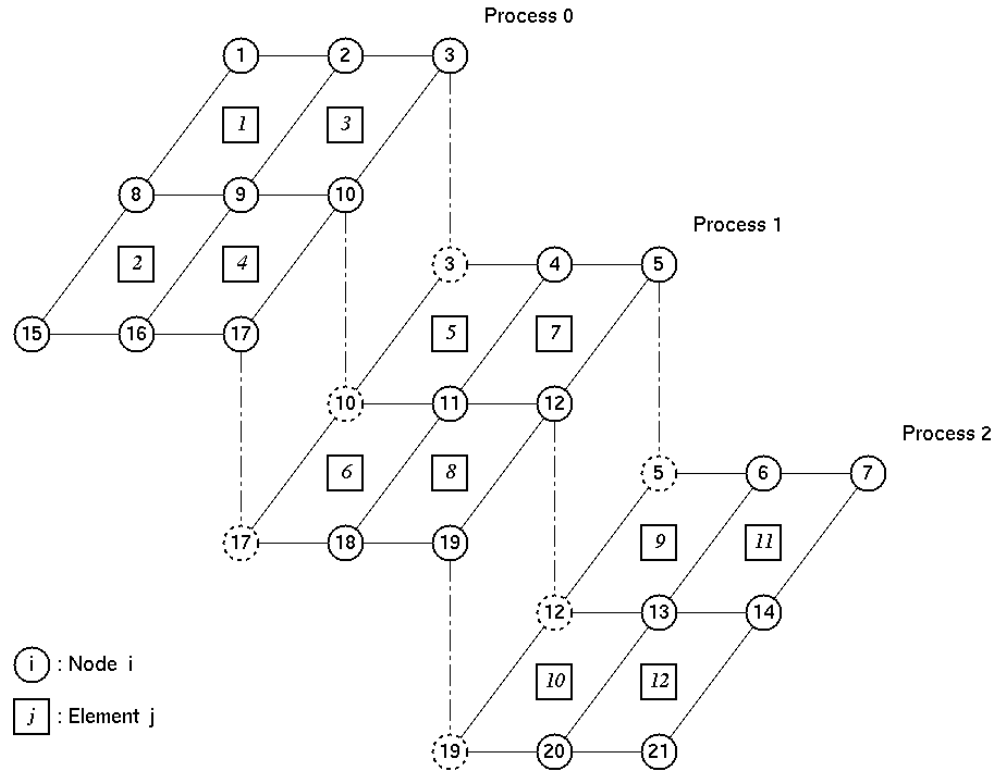 Process 0
1 2 3
1 3
8 9 10
Process 1
2 4
3 4 5
15 16 17
5 7
10 11 12
Process 2
6 8
5 6 7
17 18 19
9 11
12 13 14
i : Node i
10 12
j : Element j
19 20 21